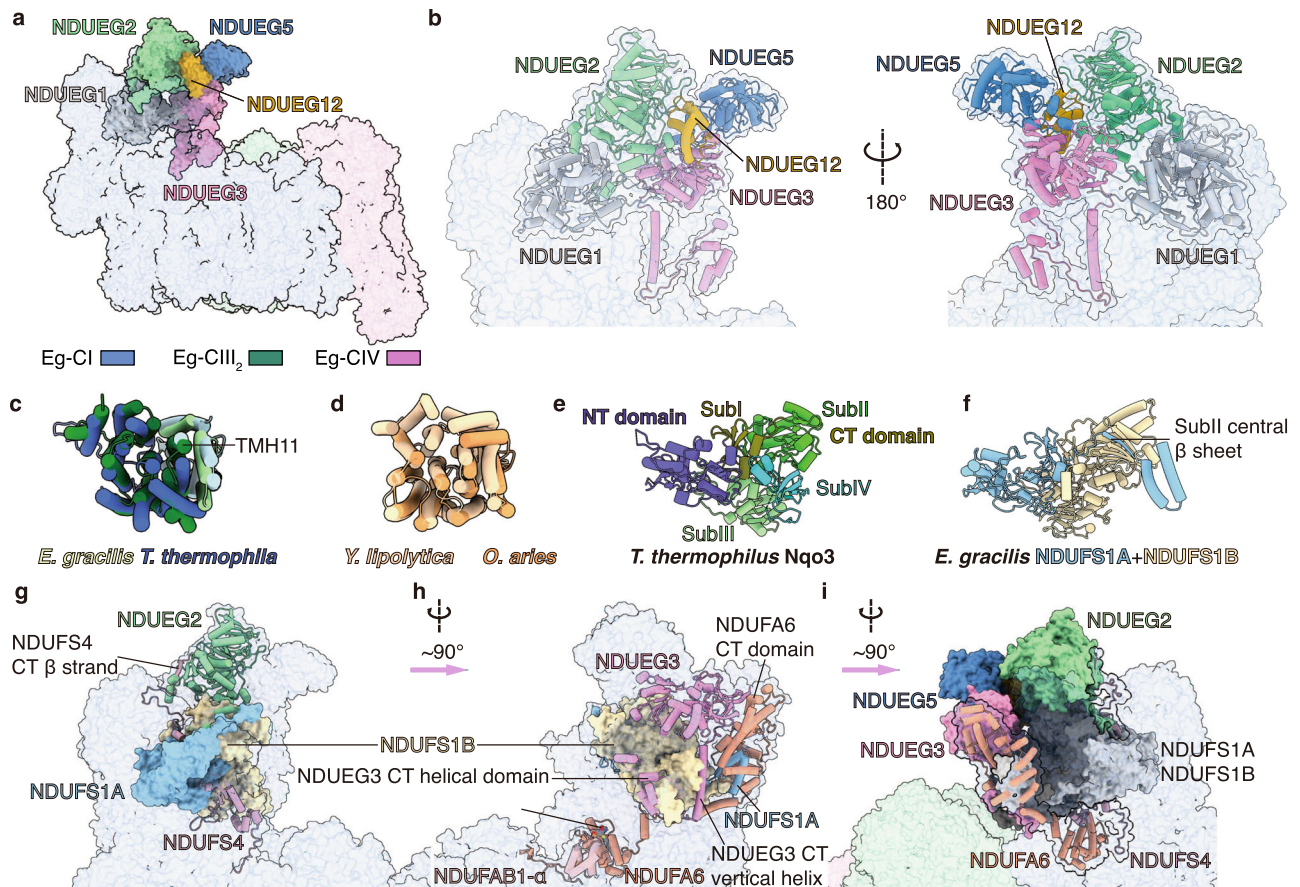 a
NDUEG2
NDUEG5
NDUEG1
NDUEG12
NDUEG3
Eg-CI
Eg-CIII2
Eg-CIV
b
NDUEG2
NDUEG5
NDUEG12
NDUEG3
NDUEG1
180°
NDUEG12
NDUEG5
NDUEG2
NDUEG3
NDUEG1
c
TMH11
E. gracilis T. thermophila
d
Y. lipolytica O. aries
e
NT domain
SubI
SubII
CT domain
SubIV
SubIII
T. thermophilus Nqo3
f
SubII central
β sheet
E. gracilis NDUFS1A+NDUFS1B
g
NDUEG2
NDUFS4
CT β strand
NDUFS1B
NDUFS1A
NDUFS4
h
~90°
NDUEG3
NDUFA6
CT domain
NDUEG3 CT helical domain
NDUFS1A
NDUEG3 CT
vertical helix
NDUFAB1-α
NDUFA6
i
~90°
NDUEG2
NDUEG5
NDUEG3
NDUFS1A
NDUFS1B
NDUFA6
NDUFS4